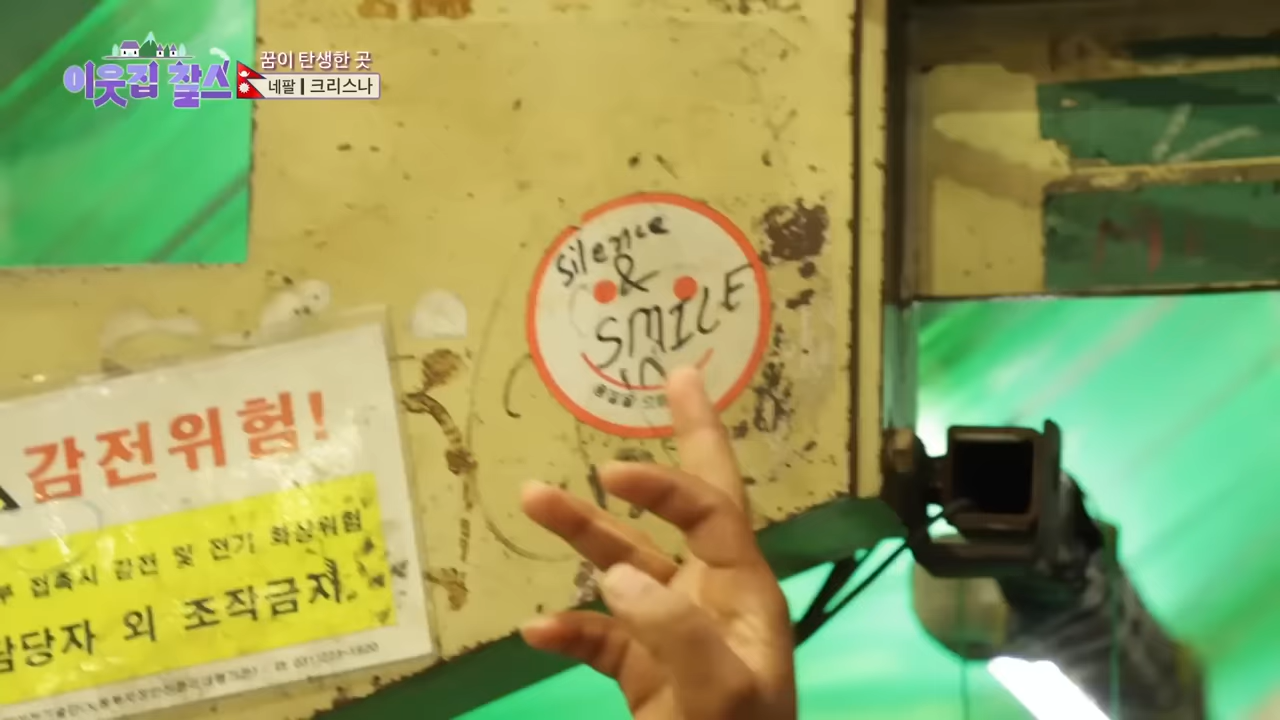 이웃집 찰스
꿈이 탄생한 곳
네팔 | 크리스나
Silence
&
SMILE
감전위험!
접촉시 감전 및 전기 화상위험
담당자 외 조작금지